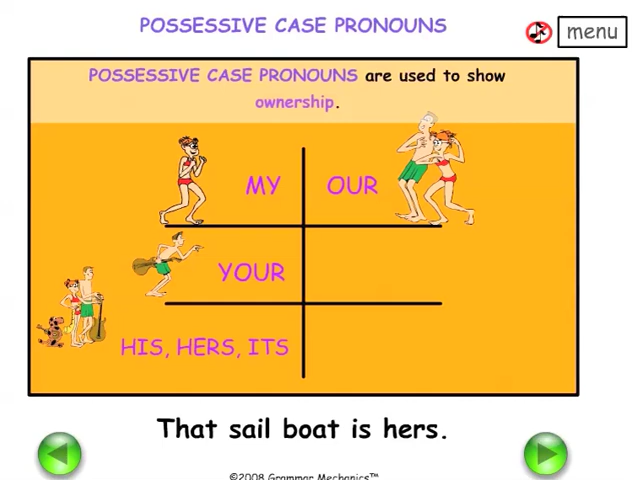 POSSESSIVE CASE PRONOUNS
menu
POSSESSIVE CASE PRONOUNS are used to show
ownership.
MY
OUR
YOUR
HIS, HERS, ITS
That sail boat is hers.
©2008 Grammar Mechanics™